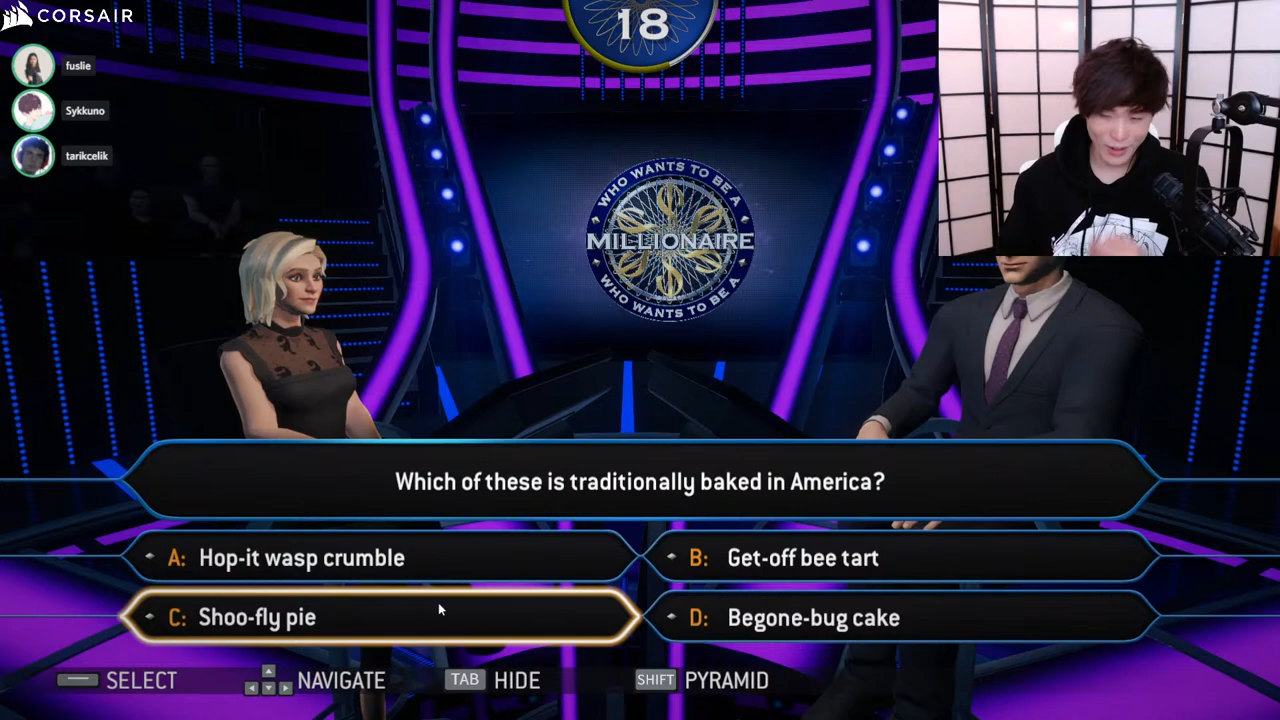 CORSAIR
18
fuslie
Sykkuno
tarikcelik
WHO WANTS TO BE A
MILLIONAIRE
WHO WANTS TO BE A
Which of these is traditionally baked in America?
A: Hop-it wasp crumble
B: Get-off bee tart
C: Shoo-fly pie
D: Begone-bug cake
SELECT
NAVIGATE
TAB HIDE
SHIFT PYRAMID